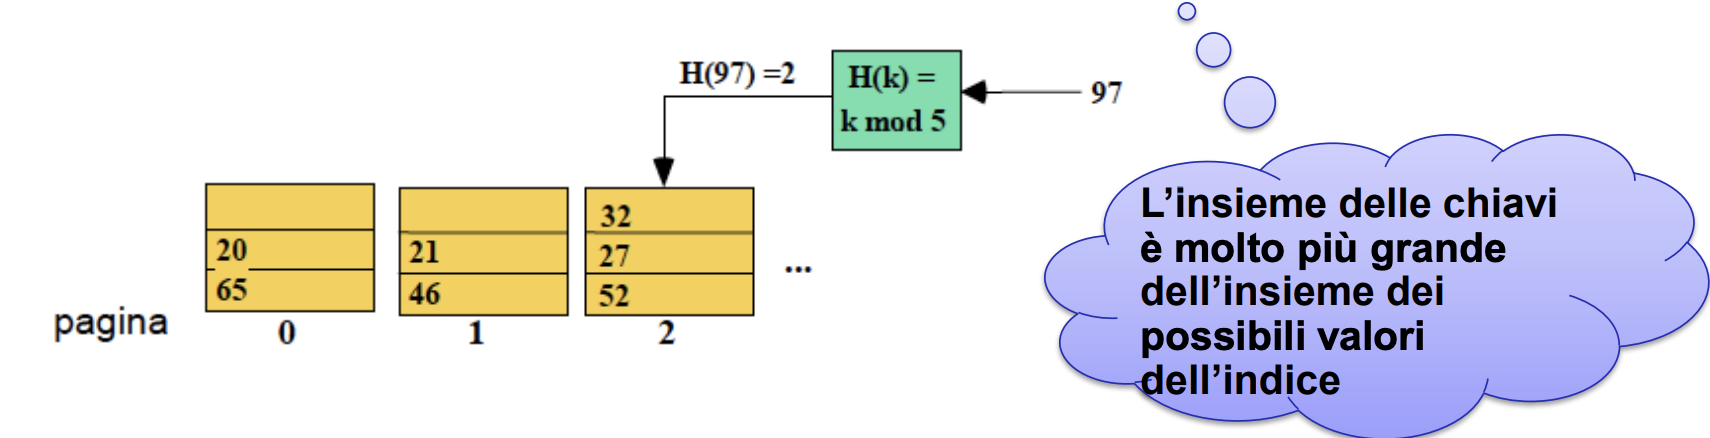 H(97) =2
H(k) =
k mod 5
97
20
65
21
46
32
27
52
...
pagina
0
1
2
L’insieme delle chiavi
è molto più grande
dell’insieme dei
possibili valori
dell’indice